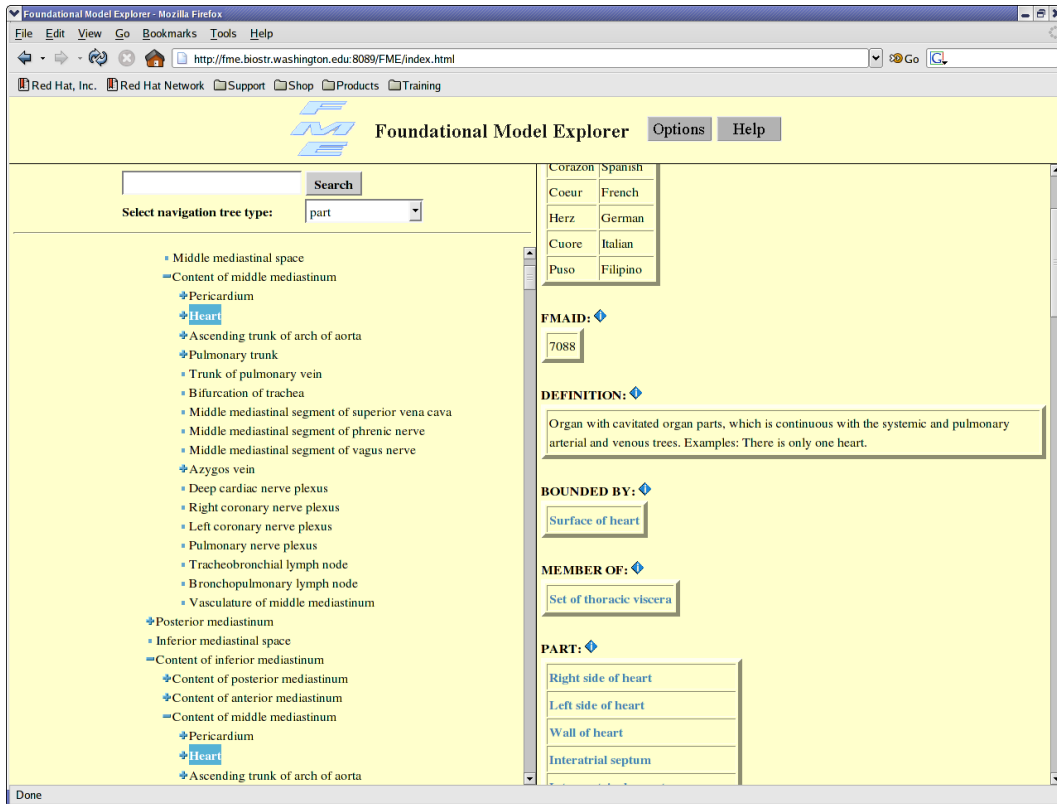 Foundational Model Explorer - Mozilla Firefox
File Edit View Go Bookmarks Tools Help
http://fme.biostr.washington.edu:8089/FME/index.html
Go
G
Red Hat, Inc. Red Hat Network Support Shop Products Training
FME
Foundational Model Explorer Options Help
Search
Select navigation tree type: part
Middle mediastinal space
Content of middle mediastinum
Pericardium
Heart
Ascending trunk of arch of aorta
Pulmonary trunk
Trunk of pulmonary vein
Bifurcation of trachea
Middle mediastinal segment of superior vena cava
Middle mediastinal segment of phrenic nerve
Middle mediastinal segment of vagus nerve
Azygos vein
Deep cardiac nerve plexus
Right coronary nerve plexus
Left coronary nerve plexus
Pulmonary nerve plexus
Tracheobronchial lymph node
Bronchopulmonary lymph node
Vasculature of middle mediastinum
Posterior mediastinum
Inferior mediastinal space
Content of inferior mediastinum
Content of posterior mediastinum
Content of anterior mediastinum
Content of middle mediastinum
Pericardium
Heart
Ascending trunk of arch of aorta
Corazon Spanish
Coeur French
Herz German
Cuore Italian
Puso Filipino
FMAID:
7088
DEFINITION:
Organ with cavitated organ parts, which is continuous with the systemic and pulmonary
arterial and venous trees. Examples: There is only one heart.
BOUNDED BY:
Surface of heart
MEMBER OF:
Set of thoracic viscera
PART:
Right side of heart
Left side of heart
Wall of heart
Interatrial septum
Done